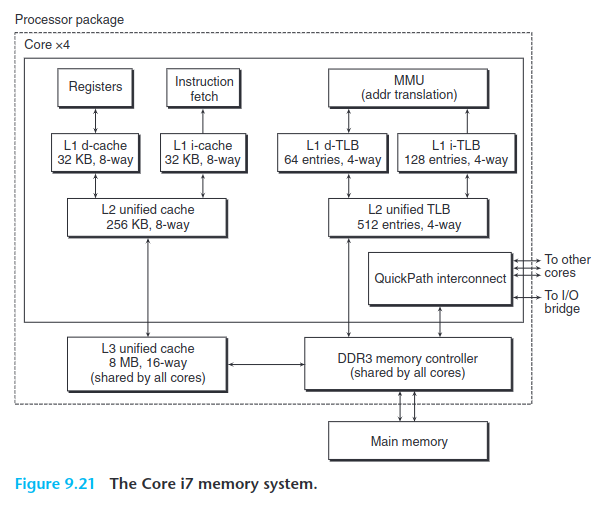 Processor package
Core ×4
Registers
Instruction
fetch
MMU
(addr translation)
L1 d-cache
32 KB, 8-way
L1 i-cache
32 KB, 8-way
L1 d-TLB
64 entries, 4-way
L1 i-TLB
128 entries, 4-way
L2 unified cache
256 KB, 8-way
L2 unified TLB
512 entries, 4-way
QuickPath interconnect
To other
cores
To I/O
bridge
L3 unified cache
8 MB, 16-way
(shared by all cores)
DDR3 memory controller
(shared by all cores)
Main memory
Figure 9.21 The Core i7 memory system.